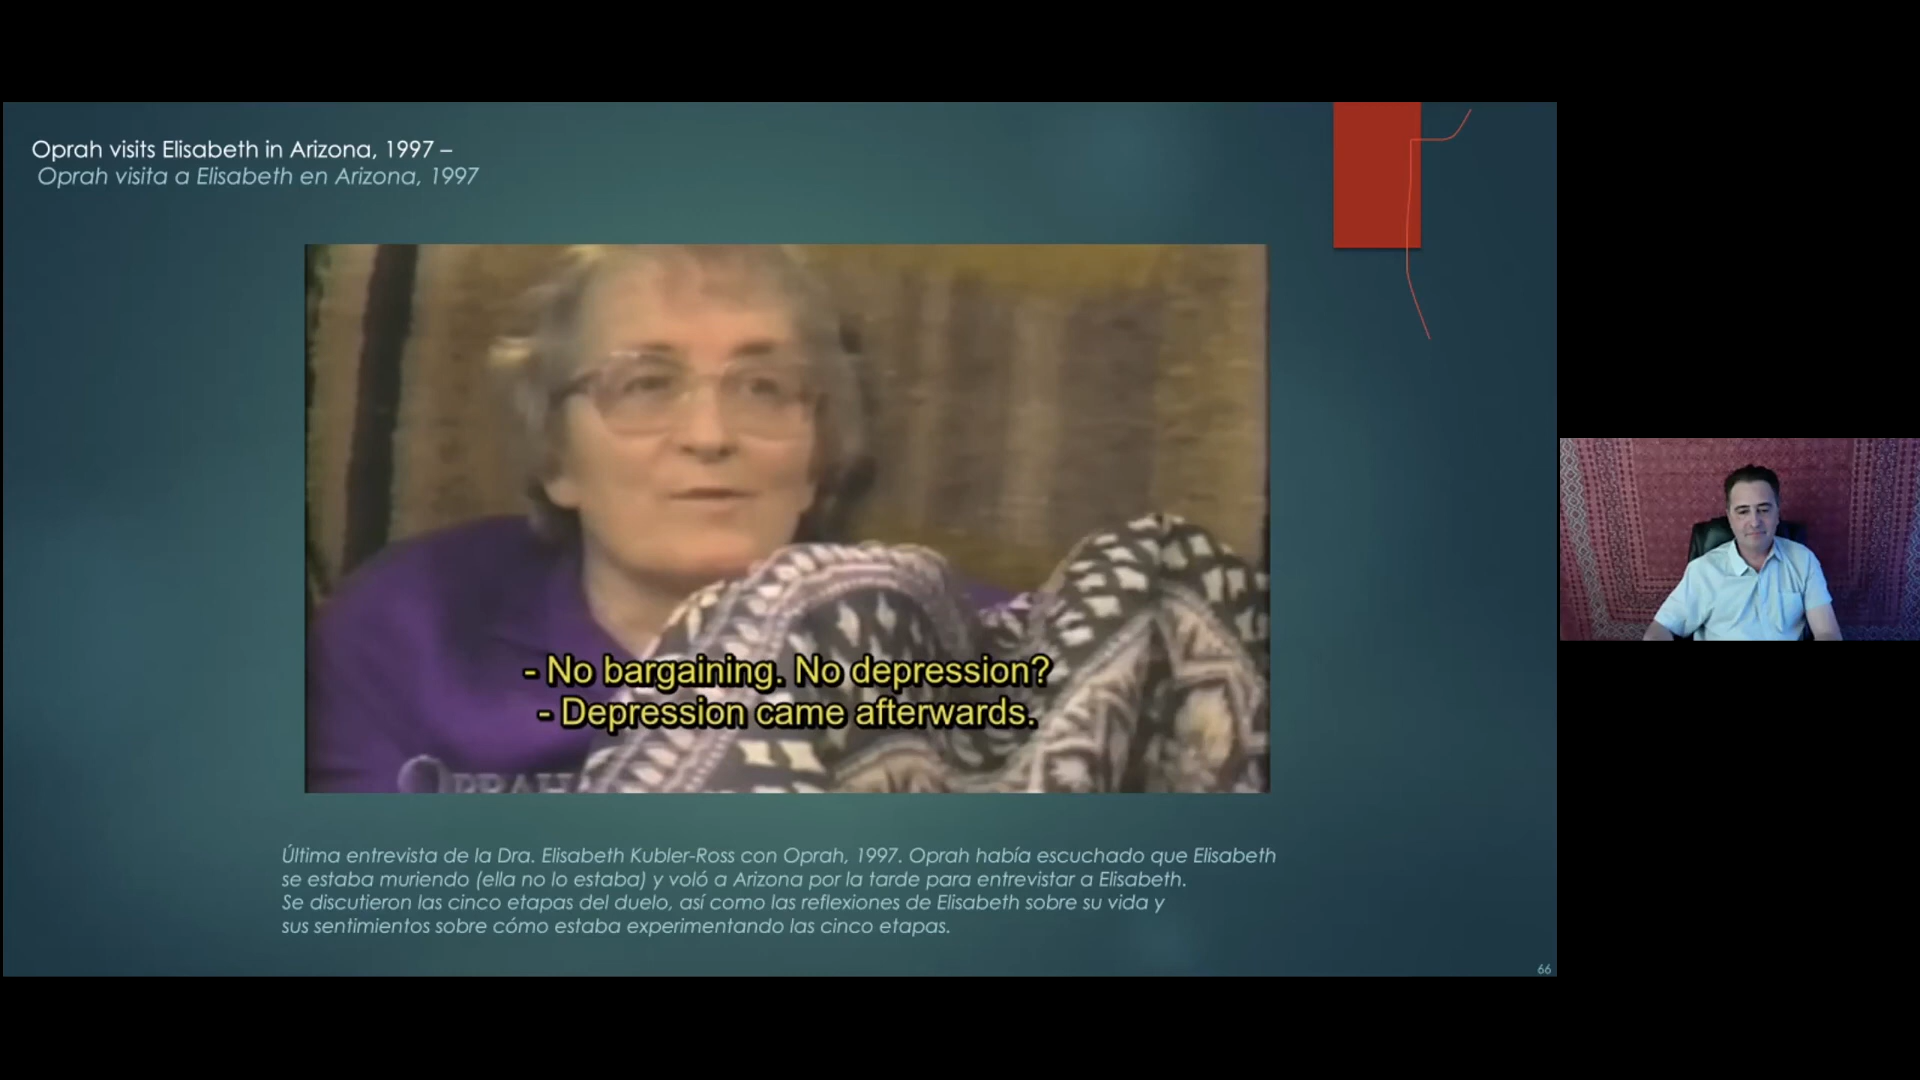 Oprah visits Elisabeth in Arizona, 1997 –
Oprah visita a Elisabeth en Arizona, 1997
- No bargaining. No depression?
- Depression came afterwards.
OPRAH
Última entrevista de la Dra. Elisabeth Kubler-Ross con Oprah, 1997. Oprah había escuchado que Elisabeth
se estaba muriendo (ella no lo estaba) y voló a Arizona por la tarde para entrevistar a Elisabeth.
Se discutieron las cinco etapas del duelo, así como las reflexiones de Elisabeth sobre su vida y
sus sentimientos sobre cómo estaba experimentando las cinco etapas.
66